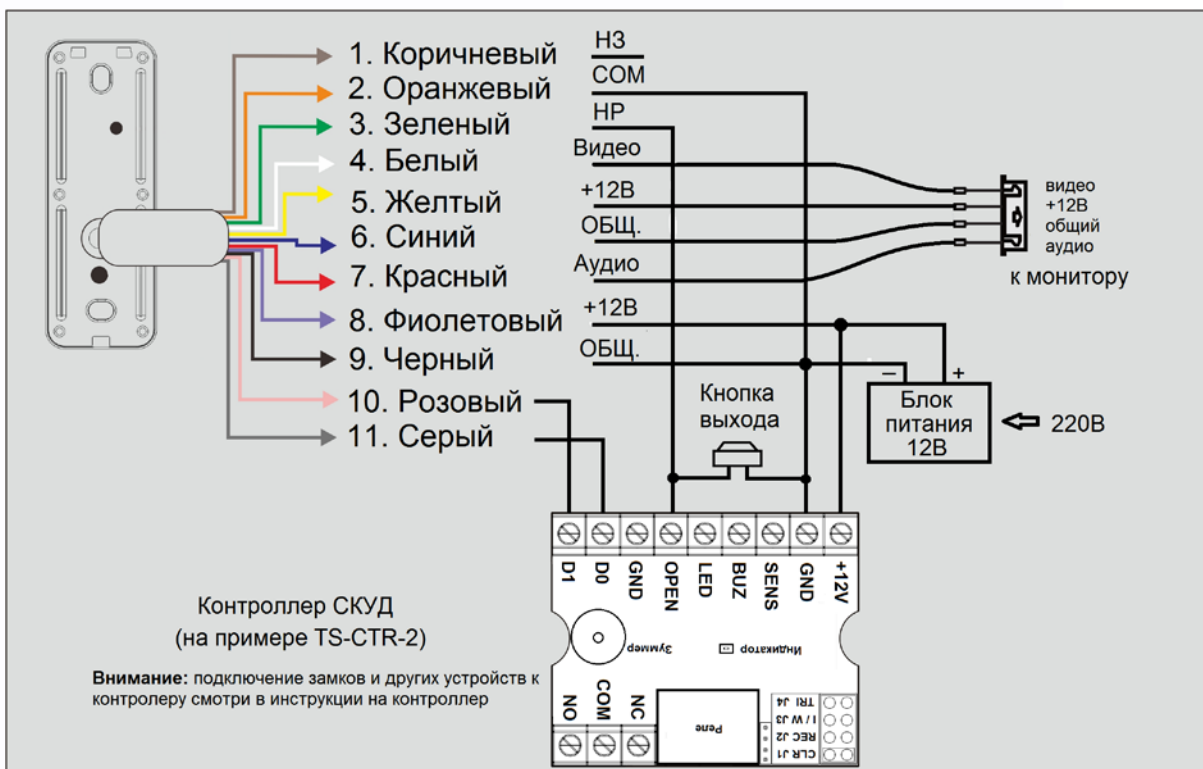 1. Коричневый
2. Оранжевый
3. Зеленый
4. Белый
5. Желтый
6. Синий
7. Красный
8. Фиолетовый
9. Черный
10. Розовый
11. Серый
НЗ
COM
НР
Видео
+12В
ОБЩ.
Аудио
+12В
ОБЩ.
видео
+12В
общий
аудио
к монитору
Кнопка
выхода
– +
Блок
питания
12В
220В
D1
D0
GND
OPEN
LED
BUZ
SENS
GND
+12V
Контроллер СКУД
(на примере TS-CTR-2)
Внимание: подключение замков и других устройств к
контролеру смотри в инструкции на контроллер
Зуммер
Индикатор
NO
COM
NC
Реле
TRI J4
I / W J3
REC J2
CLR J1